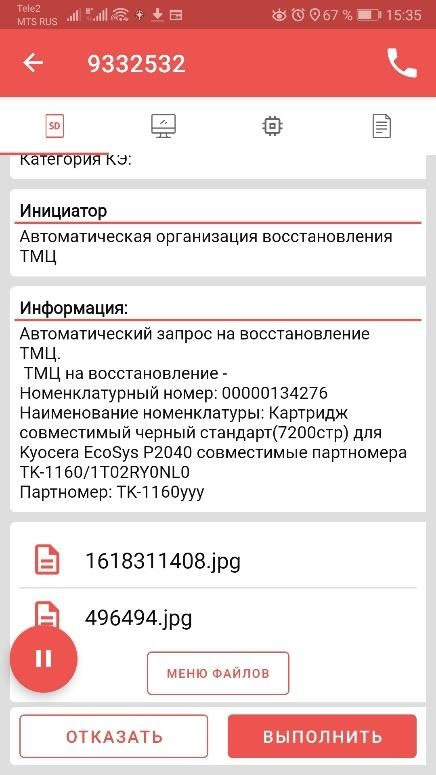 Tele2
MTS RUS
67 %
15:35
9332532
SD
Категория КЭ:
Инициатор
Автоматическая организация восстановления
ТМЦ
Информация:
Автоматический запрос на восстановление
ТМЦ.
ТМЦ на восстановление -
Номенклатурный номер: 00000134276
Наименование номенклатуры: Картридж
совместимый черный стандарт(7200стр) для
Kyocera EcoSys P2040 совместимые партномера
TK-1160/1T02RY0NL0
Партномер: TK-1160yyy
1618311408.jpg
496494.jpg
МЕНЮ ФАЙЛОВ
ОТКАЗАТЬ
ВЫПОЛНИТЬ